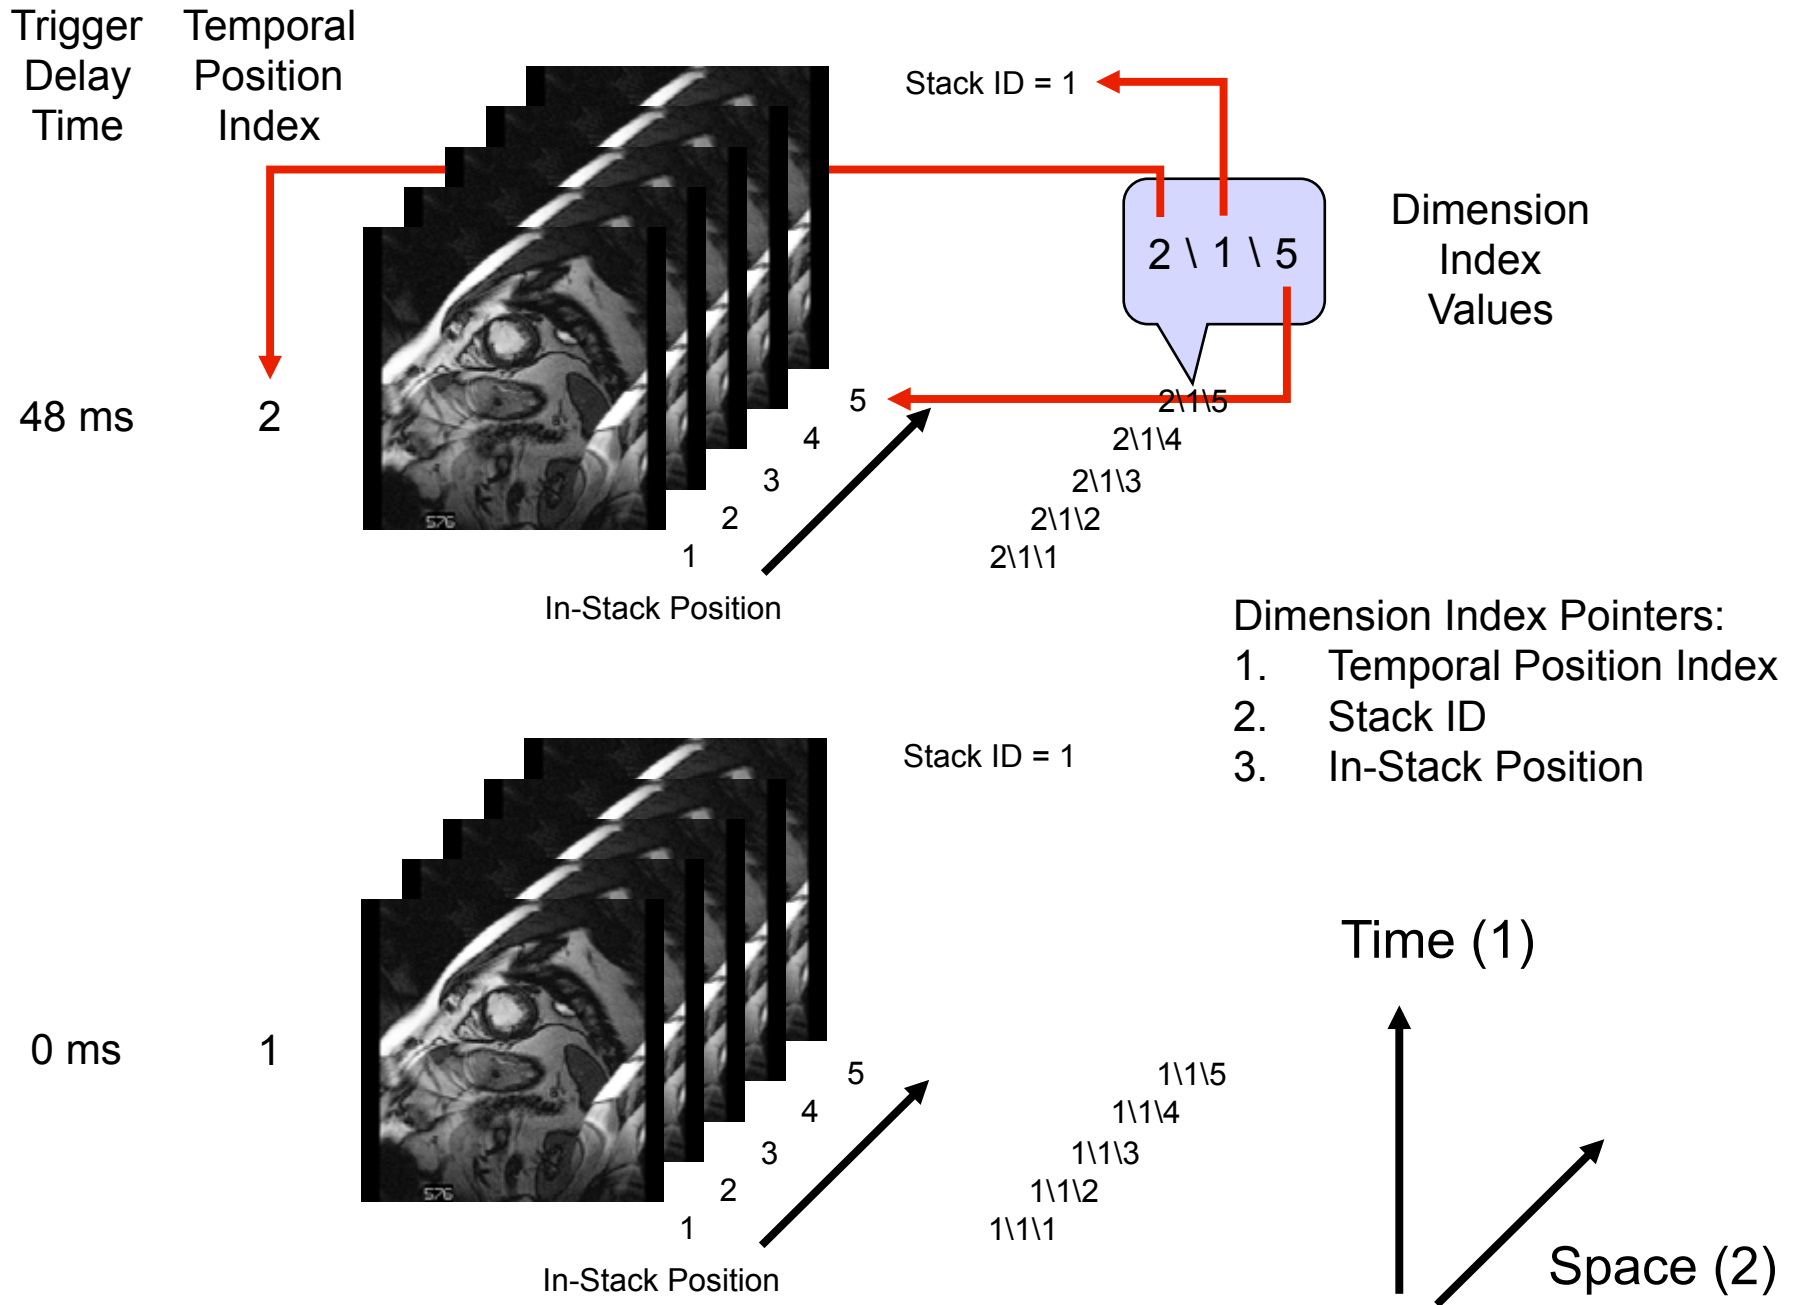 Trigger
Delay
Time
Temporal
Position
Index
Stack ID = 1
2 \ 1 \ 5
Dimension
Index
Values
48 ms
2
576
5
4
3
2
1
In-Stack Position
2\1\5
2\1\4
2\1\3
2\1\2
2\1\1
Dimension Index Pointers:
1. Temporal Position Index
2. Stack ID
3. In-Stack Position
Stack ID = 1
0 ms
1
576
5
4
3
2
1
In-Stack Position
1\1\5
1\1\4
1\1\3
1\1\2
1\1\1
Time (1)
Space (2)